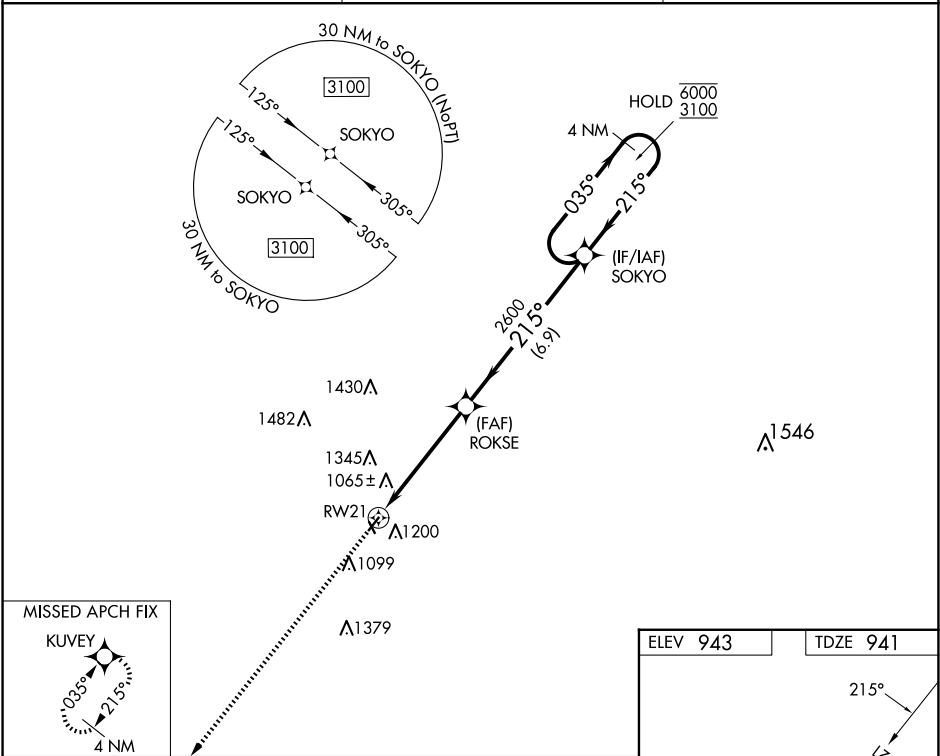 30 NM to SOKYO (NoPT)
3100
125°
SOKYO
305°
125°
SOKYO
305°
3100
30 NM to SOKYO
HOLD
6000
3100
4 NM
035°
215°
(IF/IAF)
SOKYO
2600
215°
(6.9)
1430
1482
(FAF)
ROKSE
1546
1345
1065±
RW21
1200
1099
1379
MISSED APCH FIX
KUVEY
035°
215°
4 NM
ELEV 943
TDZE 941
215°